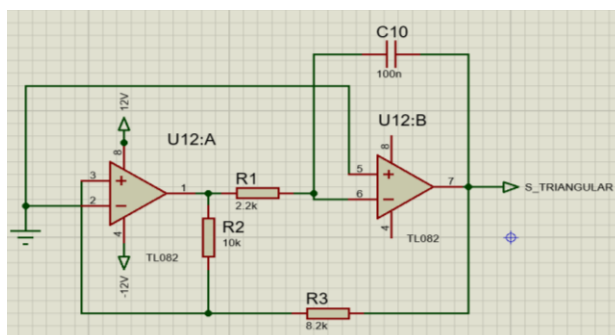 C10
100n
12V
U12:A
U12:B
8
8
3
1
R1
5
7
S_TRIANGULAR
2
2.2k
6
R2
4
10k
TL082
4
TL082
-12V
R3
8.2k